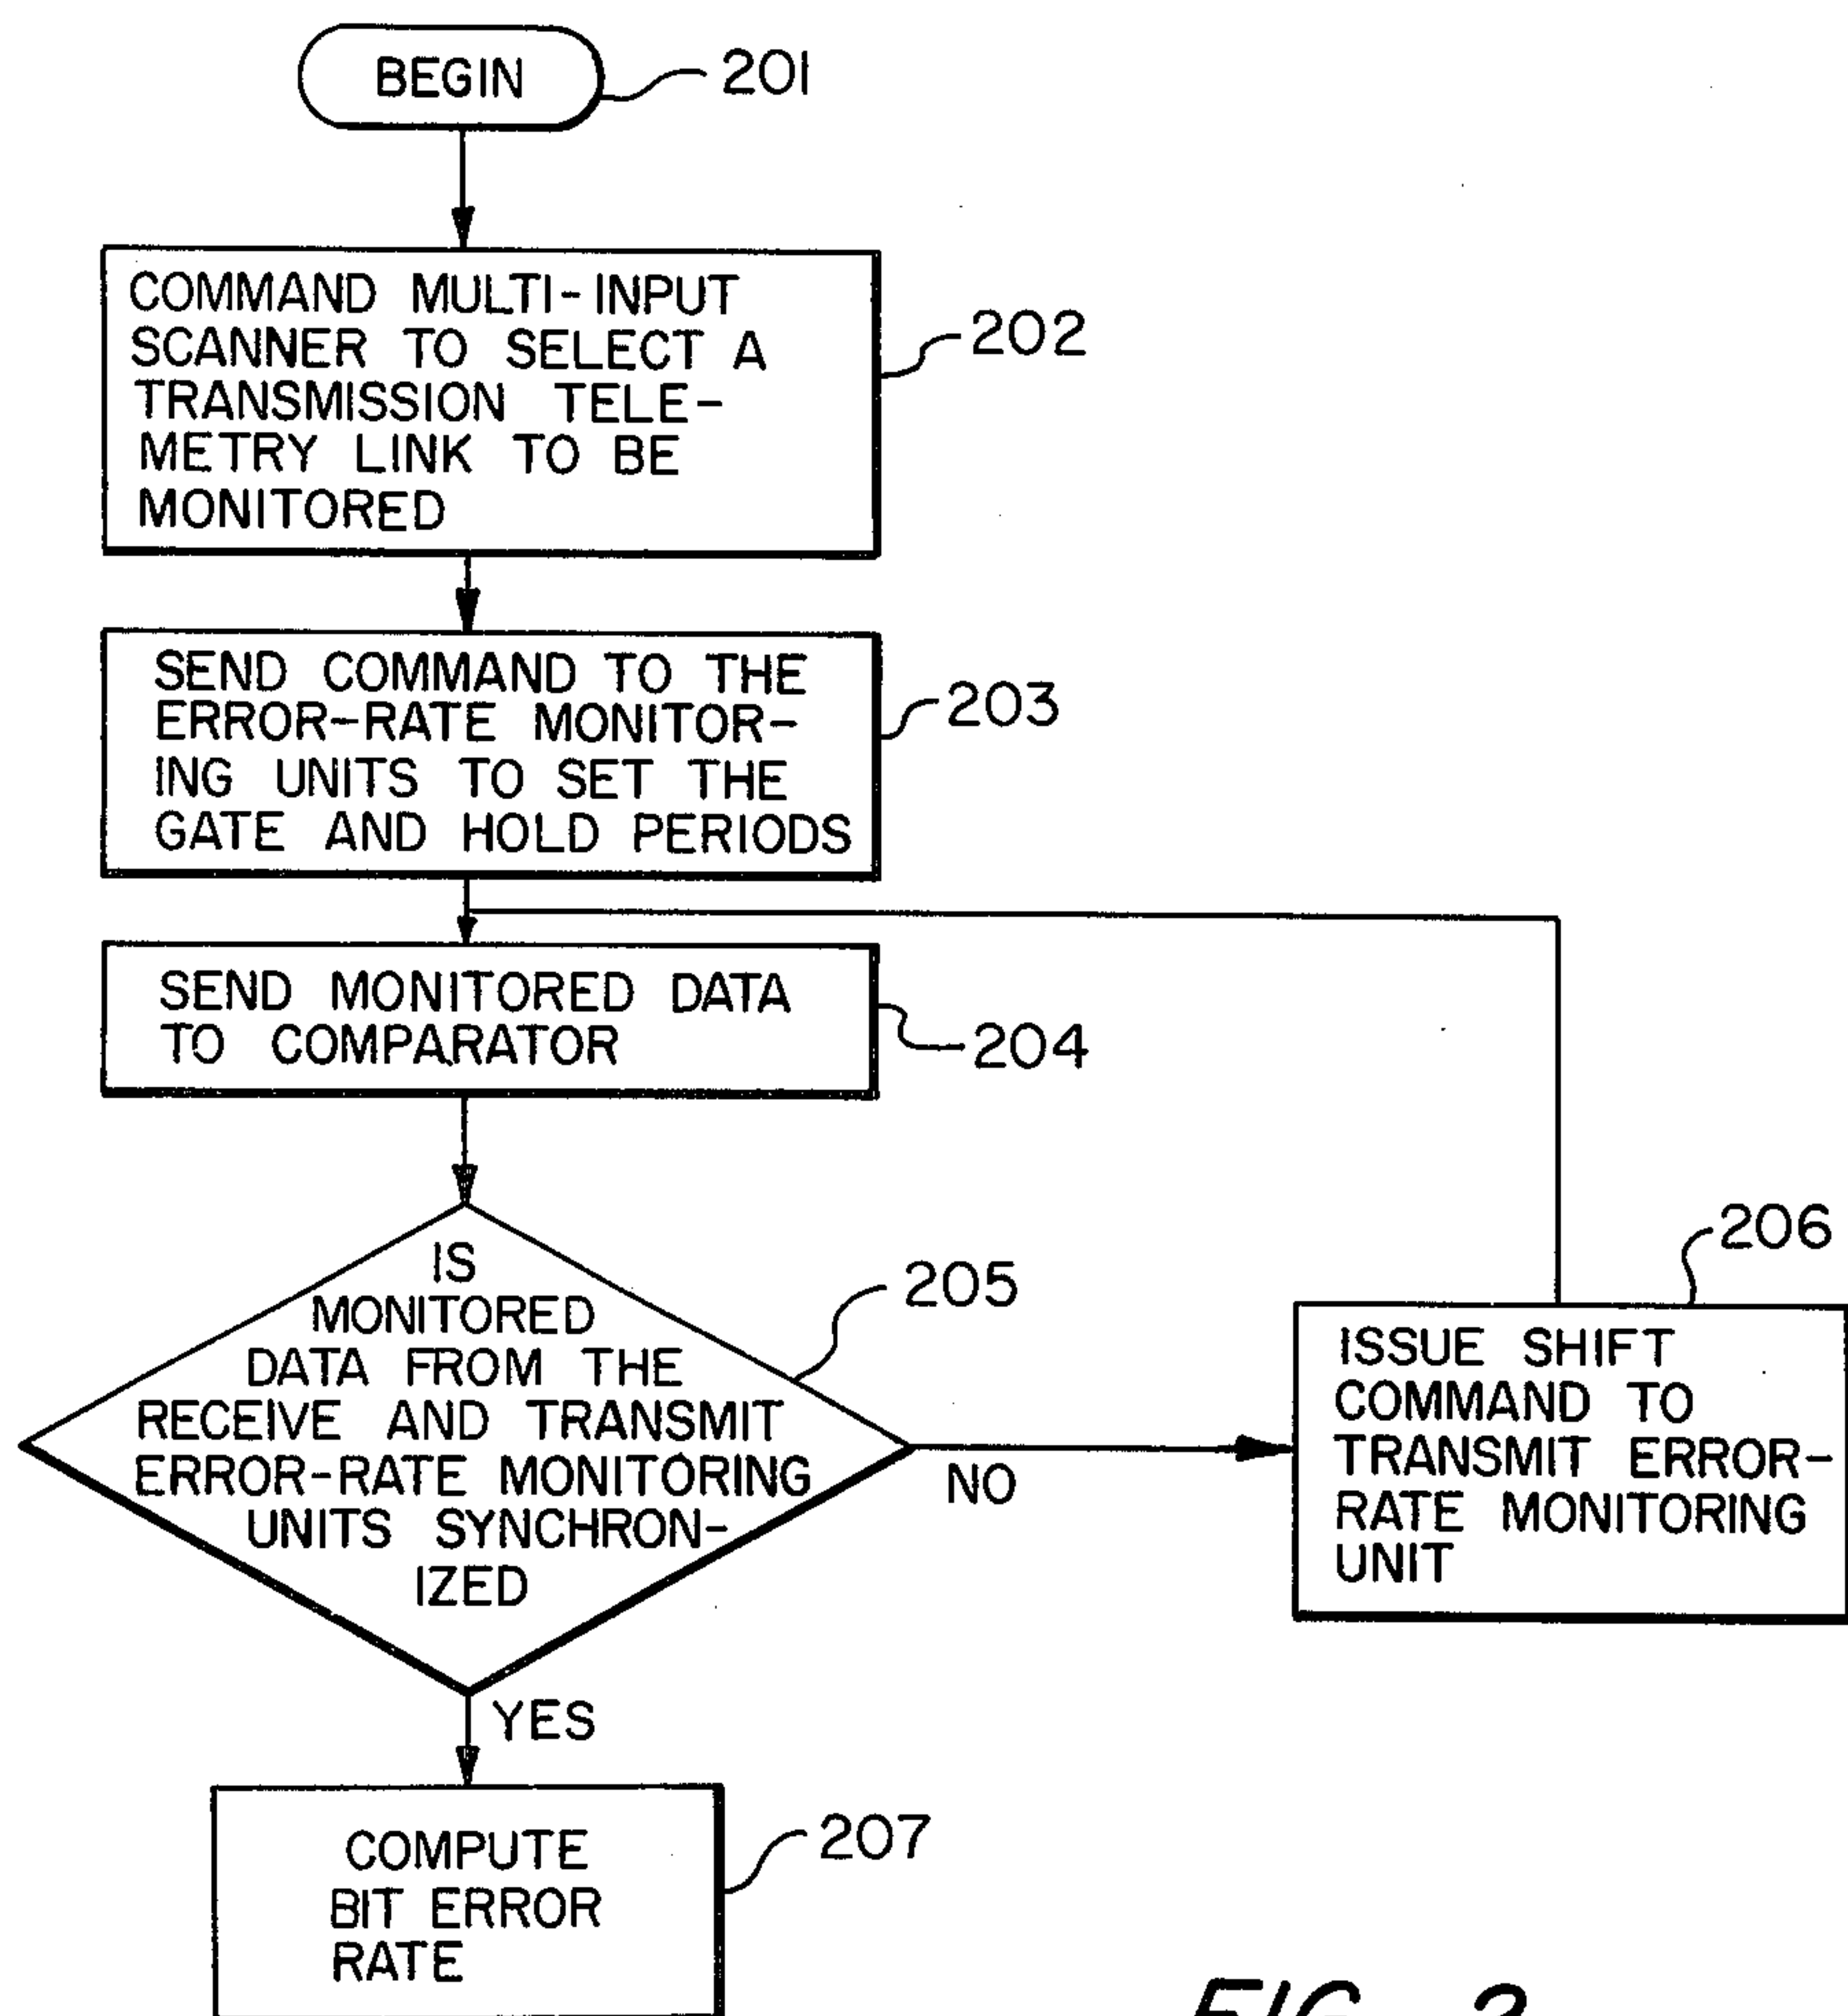 BEGIN
201
COMMAND MULTI-INPUT
SCANNER TO SELECT A
TRANSMISSION TELE-
METRY LINK TO BE
MONITORED
202
SEND COMMAND TO THE
ERROR-RATE MONITOR-
ING UNITS TO SET THE
GATE AND HOLD PERIODS
203
SEND MONITORED DATA
TO COMPARATOR
204
IS
MONITORED
DATA FROM THE
RECEIVE AND TRANSMIT
ERROR-RATE MONITORING
UNITS SYNCHRON-
IZED
205
NO
206
ISSUE SHIFT
COMMAND TO
TRANSMIT ERROR-
RATE MONITORING
UNIT
YES
COMPUTE
BIT ERROR
RATE
207
FIG.